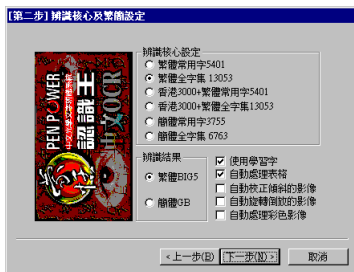 [第二步] 辨識核心及繁簡設定
辨識核心設定
繁體常用字5401
繁體全字集 13053
香港3000+繁體常用字5401
香港3000+繁體全字集13053
簡體常用字3755
簡體全字集 6763
辨識結果
繁體BIG5
簡體GB
使用學習字
自動處理表格
自動校正傾斜的影像
自動旋轉倒放的影像
自動處理彩色影像
PEN POWER
認識王
中文OCR
<上一步(B)
下一步(N)>
取消